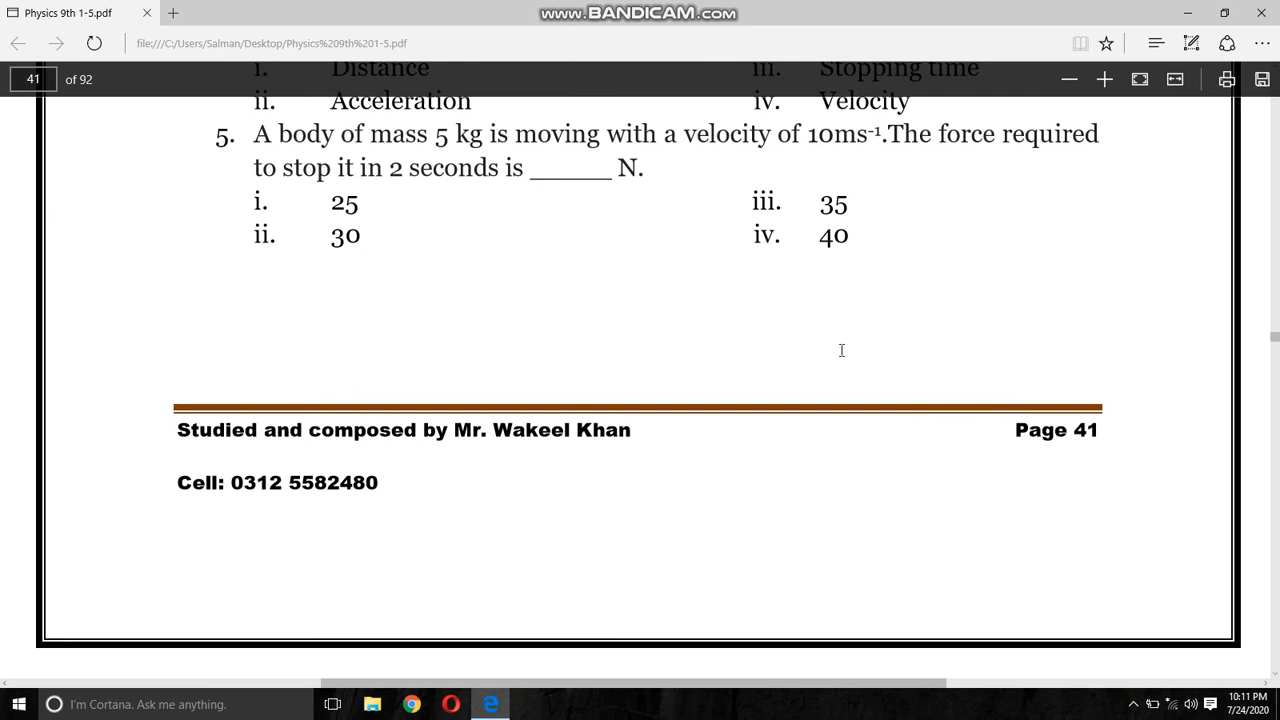 Physics 9th 1-5.pdf
www.BANDICAM.com
file:///C:/Users/Salman/Desktop/Physics%209th%201-5.pdf
41 of 92
i. Distance iii. Stopping time
ii. Acceleration iv. Velocity
5. A body of mass 5 kg is moving with a velocity of 10ms⁻¹.The force required
to stop it in 2 seconds is ______ N.
i. 25 iii. 35
ii. 30 iv. 40
Studied and composed by Mr. Wakeel Khan Page 41
Cell: 0312 5582480
I'm Cortana. Ask me anything.
10:11 PM
7/24/2020